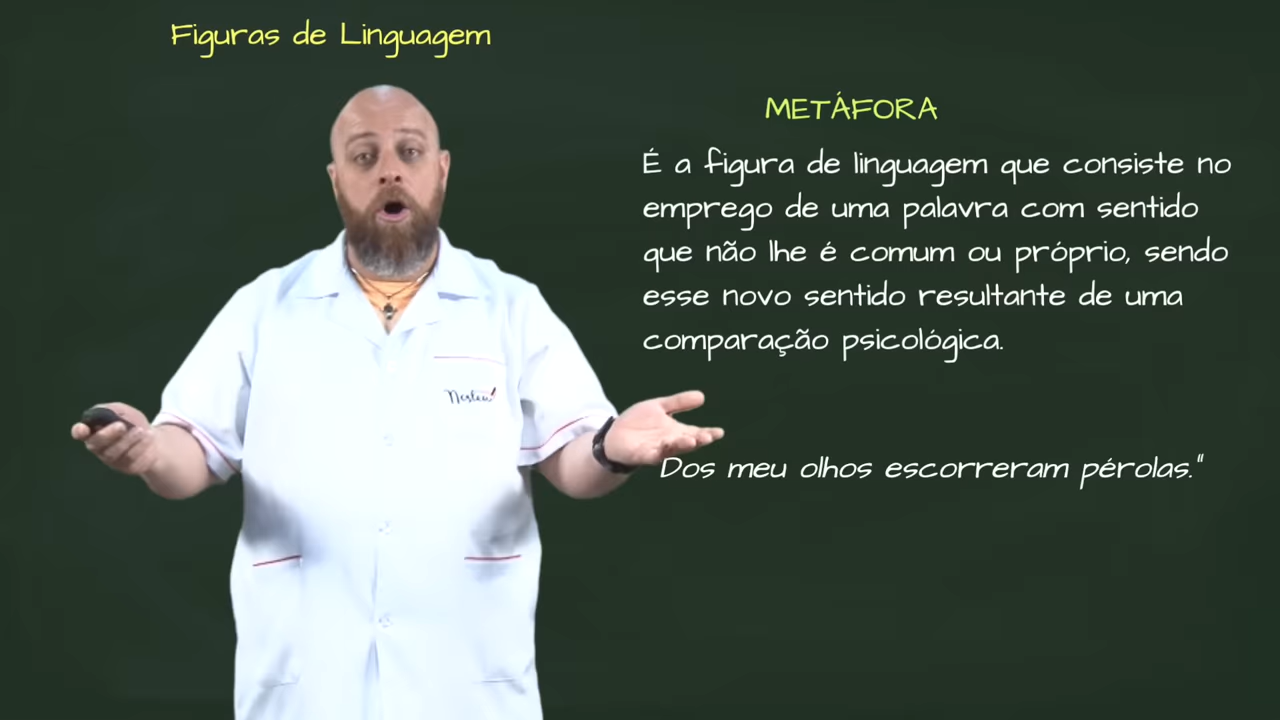 Figuras de Linguagem
METÁFORA
É a figura de linguagem que consiste no
emprego de uma palavra com sentido
que não lhe é comum ou próprio, sendo
esse novo sentido resultante de uma
comparação psicológica.
Dos meu olhos escorreram pérolas."